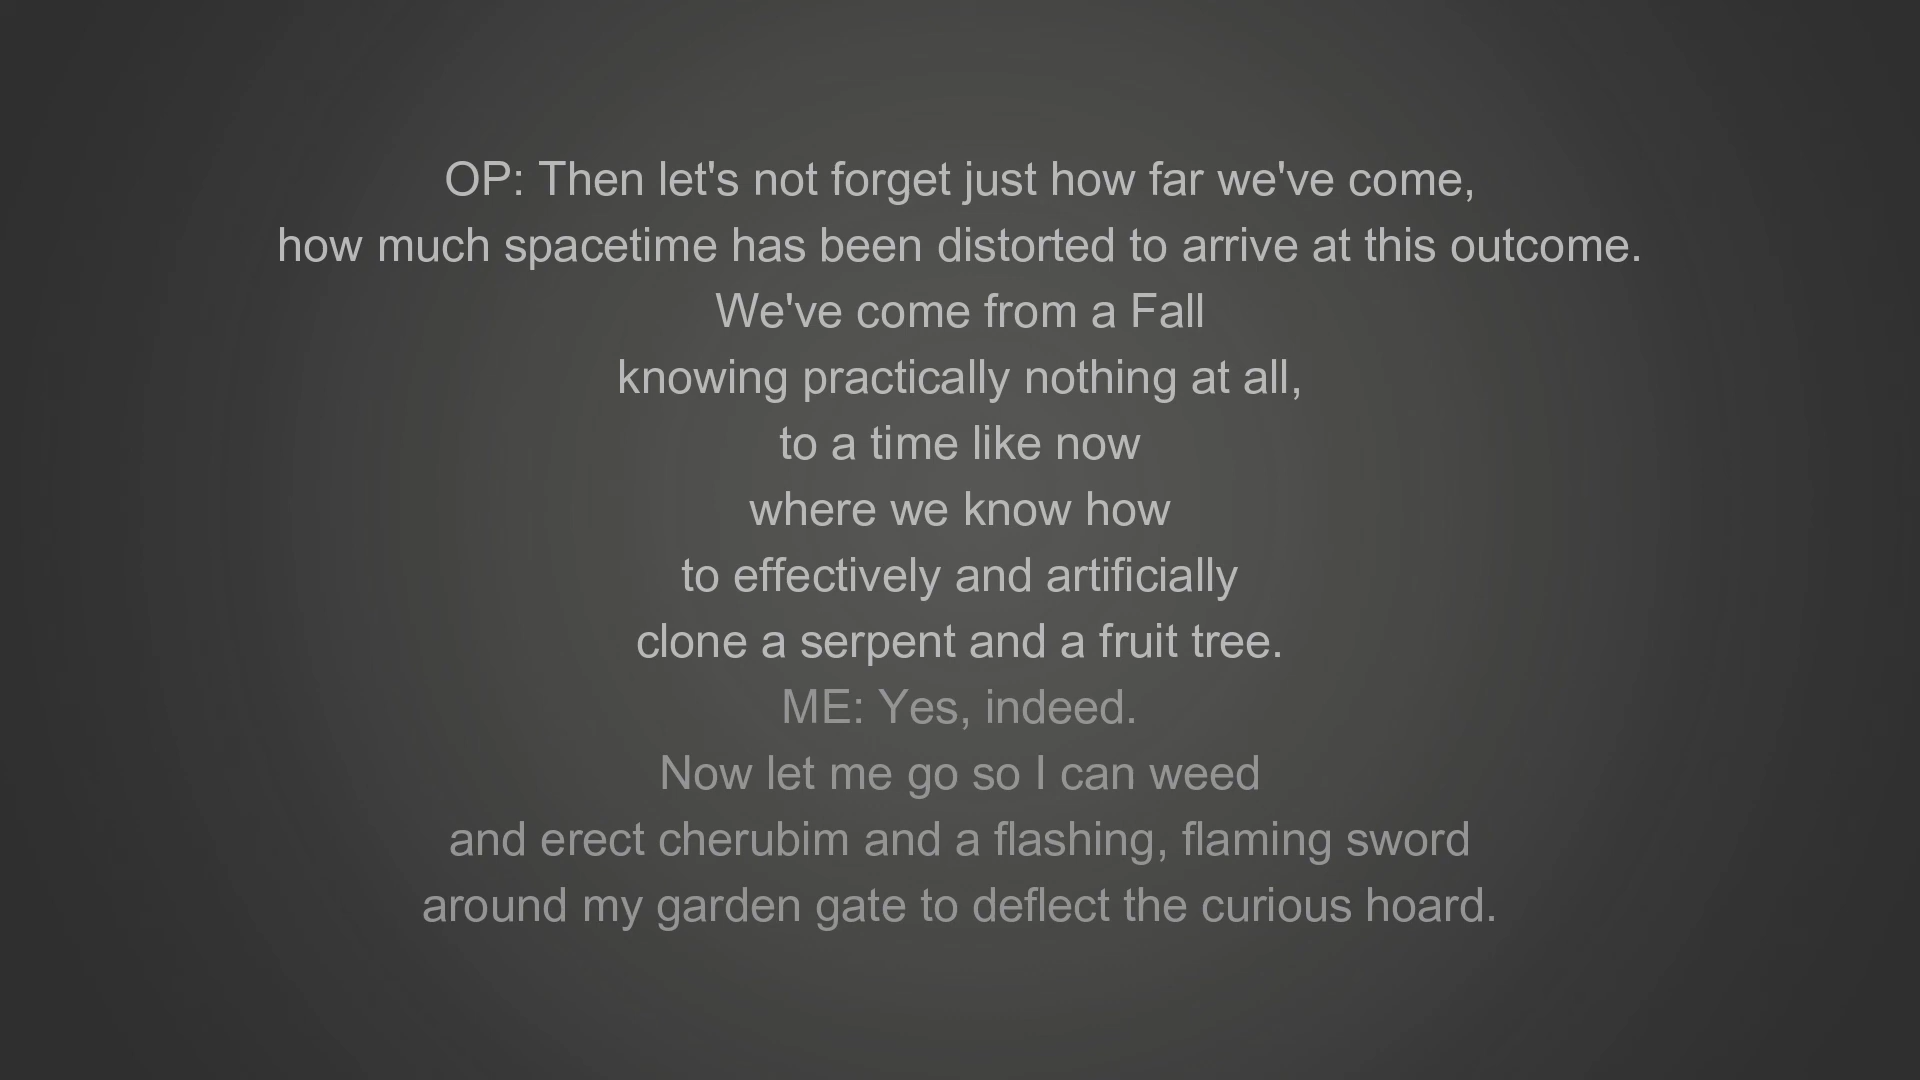 OP: Then let's not forget just how far we've come,
how much spacetime has been distorted to arrive at this outcome.
We've come from a Fall
knowing practically nothing at all,
to a time like now
where we know how
to effectively and artificially
clone a serpent and a fruit tree.
ME: Yes, indeed.
Now let me go so I can weed
and erect cherubim and a flashing, flaming sword
around my garden gate to deflect the curious hoard.